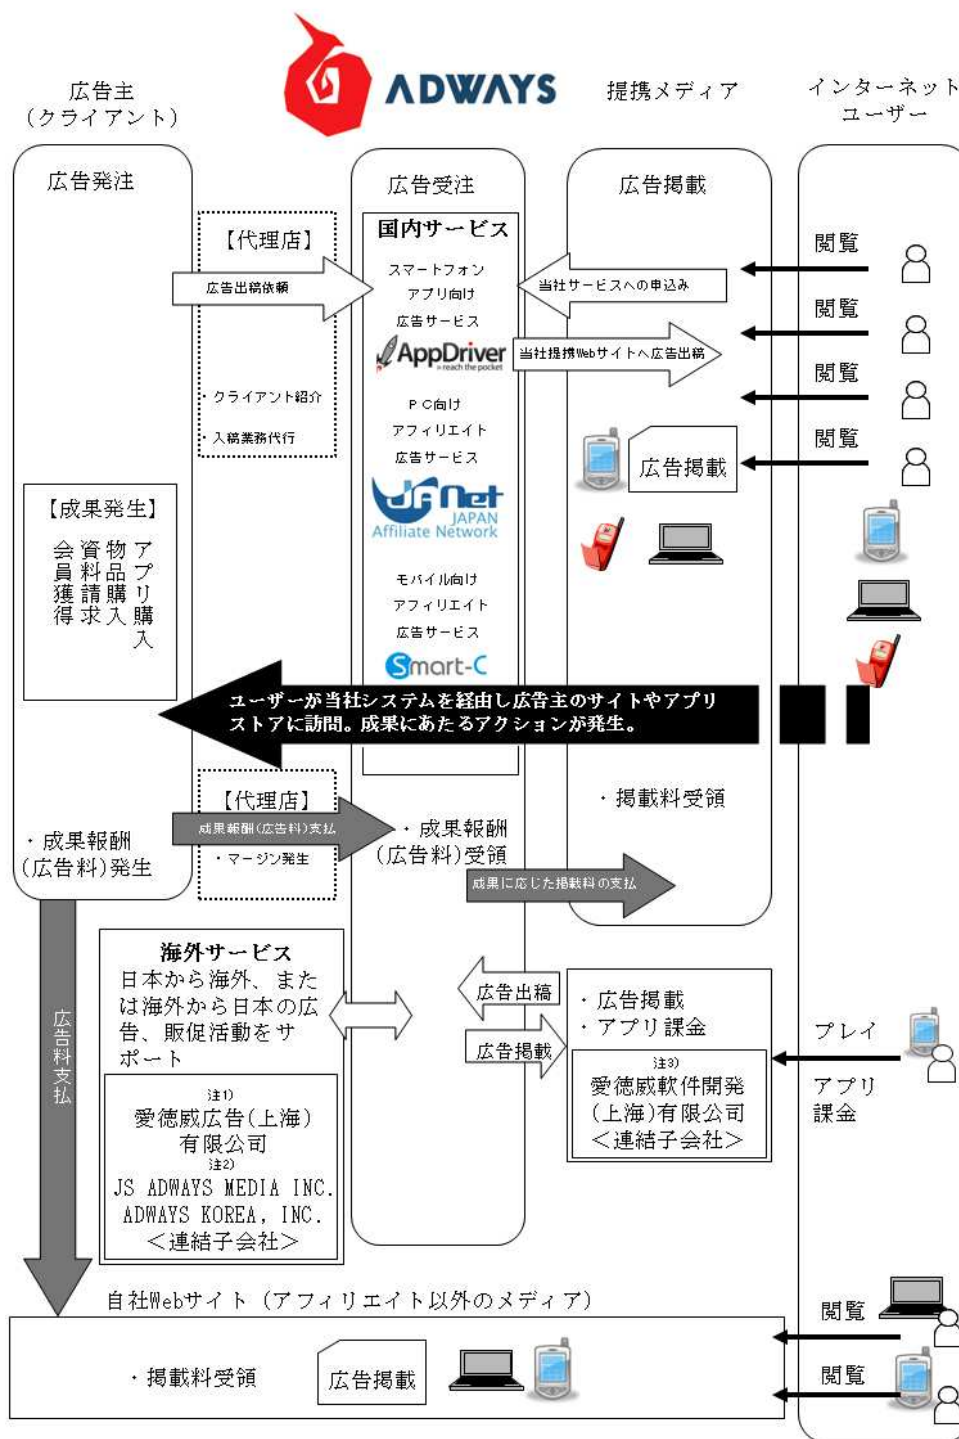 広告主
(クライアント)
ADWAYS
提携メディア
インターネット
ユーザー
広告発注
【代理店】
広告出稿依頼
・クライアント紹介
・入稿業務代行
広告受注
国内サービス
スマートフォン
アプリ向け
広告サービス
AppDriver
» reach the pocket
PC向け
アフィリエイト
広告サービス
JANet
JAPAN
Affiliate Network
モバイル向け
アフィリエイト
広告サービス
Smart-C
広告掲載
当社サービスへの申込み
当社提携Webサイトへ広告出稿
広告掲載
閲覧
閲覧
閲覧
閲覧
【成果発生】
アプリ購入
物品購入
資料請求
会員獲得
ユーザーが当社システムを経由し広告主のサイトやアプリ
ストアに訪問。成果にあたるアクションが発生。
・成果報酬
(広告料)発生
【代理店】
成果報酬(広告料)支払
・マージン発生
・成果報酬
(広告料)受領
・掲載料受領
成果に応じた掲載料の支払
広告料支払
海外サービス
日本から海外、また
は海外から日本の広
告、販促活動をサ
ポート
注1)
愛徳威広告(上海)
有限公司
注2)
JS ADWAYS MEDIA INC.
ADWAYS KOREA, INC.
<連結子会社>
広告出稿
広告掲載
・広告掲載
・アプリ課金
注3)
愛徳威軟件開発
(上海)有限公司
<連結子会社>
プレイ
アプリ
課金
自社Webサイト(アフィリエイト以外のメディア)
・掲載料受領
広告掲載
閲覧
閲覧